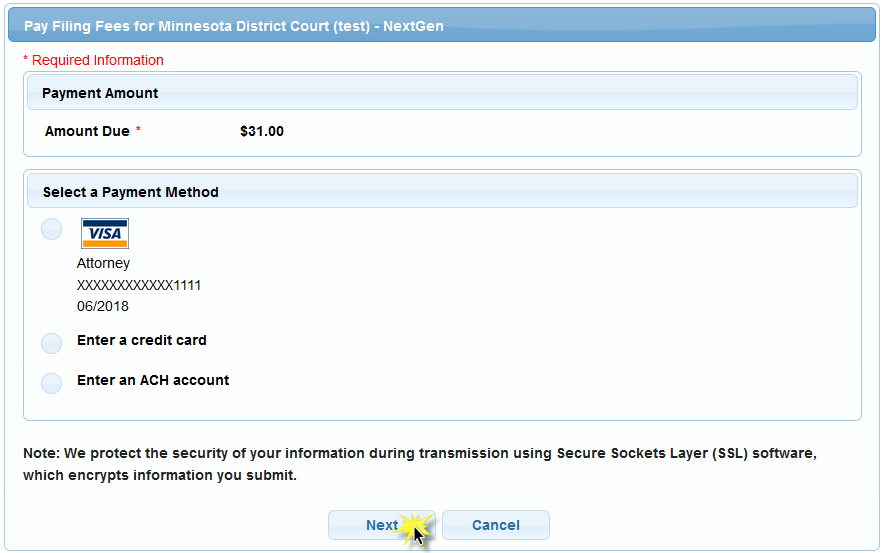 Pay Filing Fees for Minnesota District Court (test) - NextGen
* Required Information
Payment Amount
Amount Due * $31.00
Select a Payment Method
VISA
Attorney
XXXXXXXXXXXX1111
06/2018
Enter a credit card
Enter an ACH account
Note: We protect the security of your information during transmission using Secure Sockets Layer (SSL) software,
which encrypts information you submit.
Next Cancel